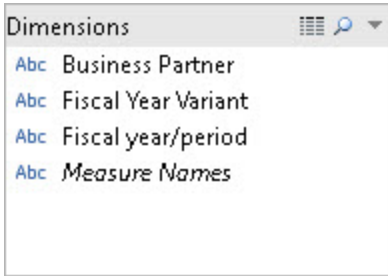 Dimensions
Abc Business Partner
Abc Fiscal Year Variant
Abc Fiscal year/period
Abc Measure Names